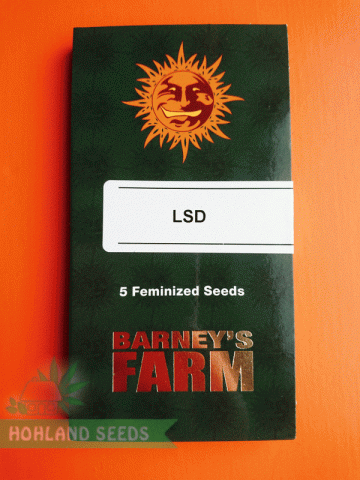 LSD
5 Feminized Seeds
BARNEY'S
FARM
HOHLAND SEEDS